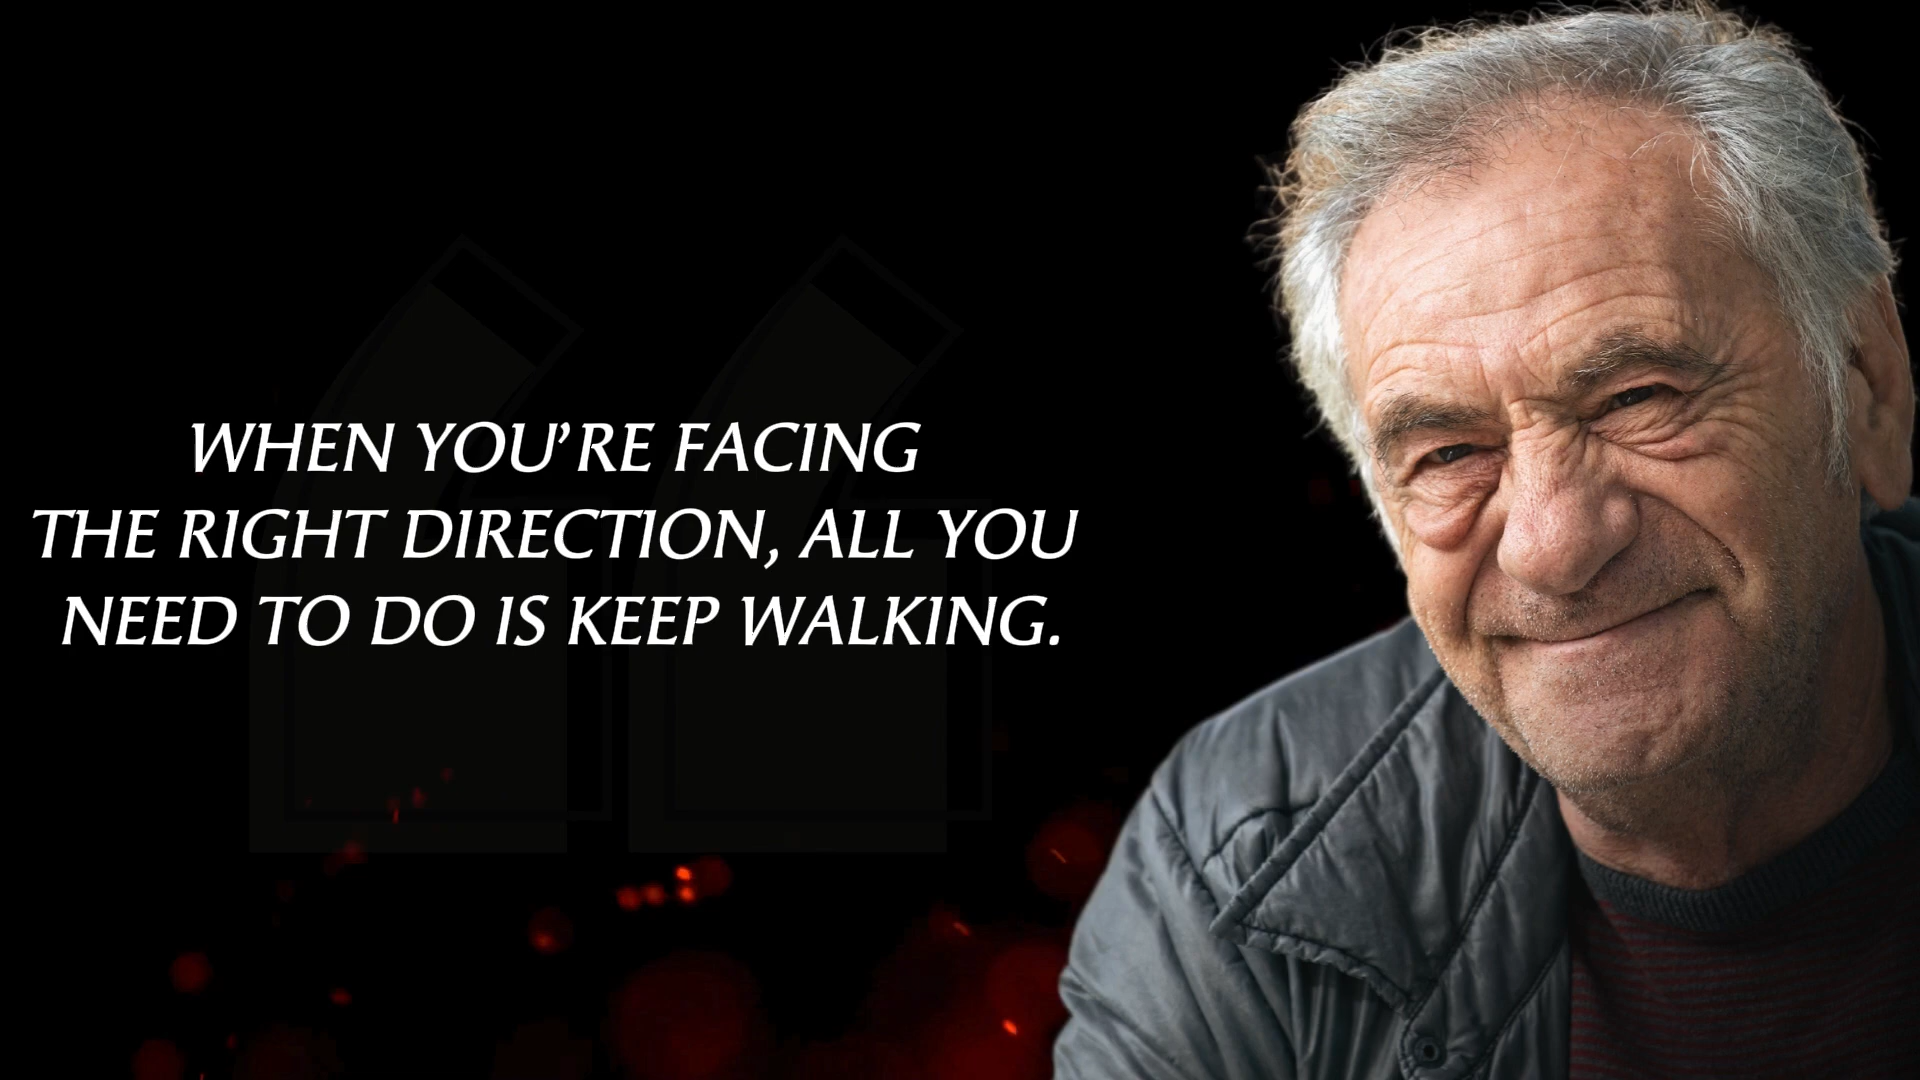 WHEN YOU’RE FACING
THE RIGHT DIRECTION, ALL YOU
NEED TO DO IS KEEP WALKING.